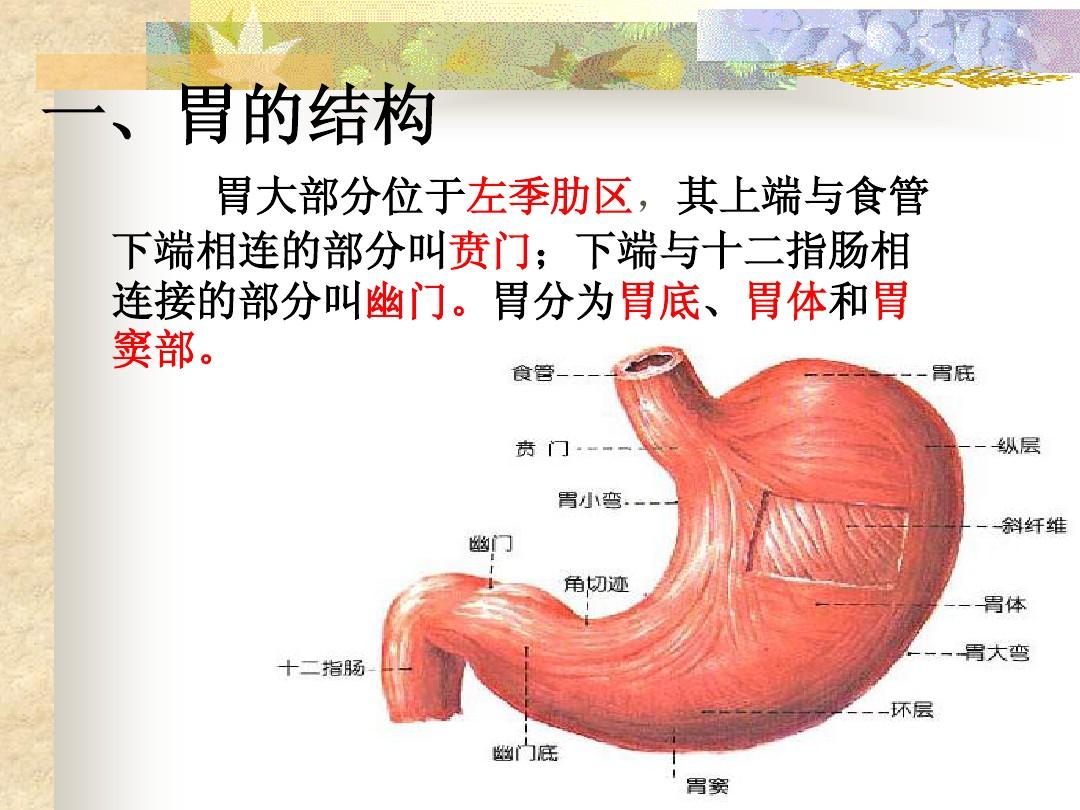 一、胃的结构
胃大部分位于左季肋区，其上端与食管
下端相连的部分叫贲门；下端与十二指肠相
连接的部分叫幽门。胃分为胃底、胃体和胃
窦部。
食管
胃底
贲门
纵层
胃小弯
斜纤维
幽门
角切迹
胃体
胃大弯
十二指肠
环层
幽门底
胃窦